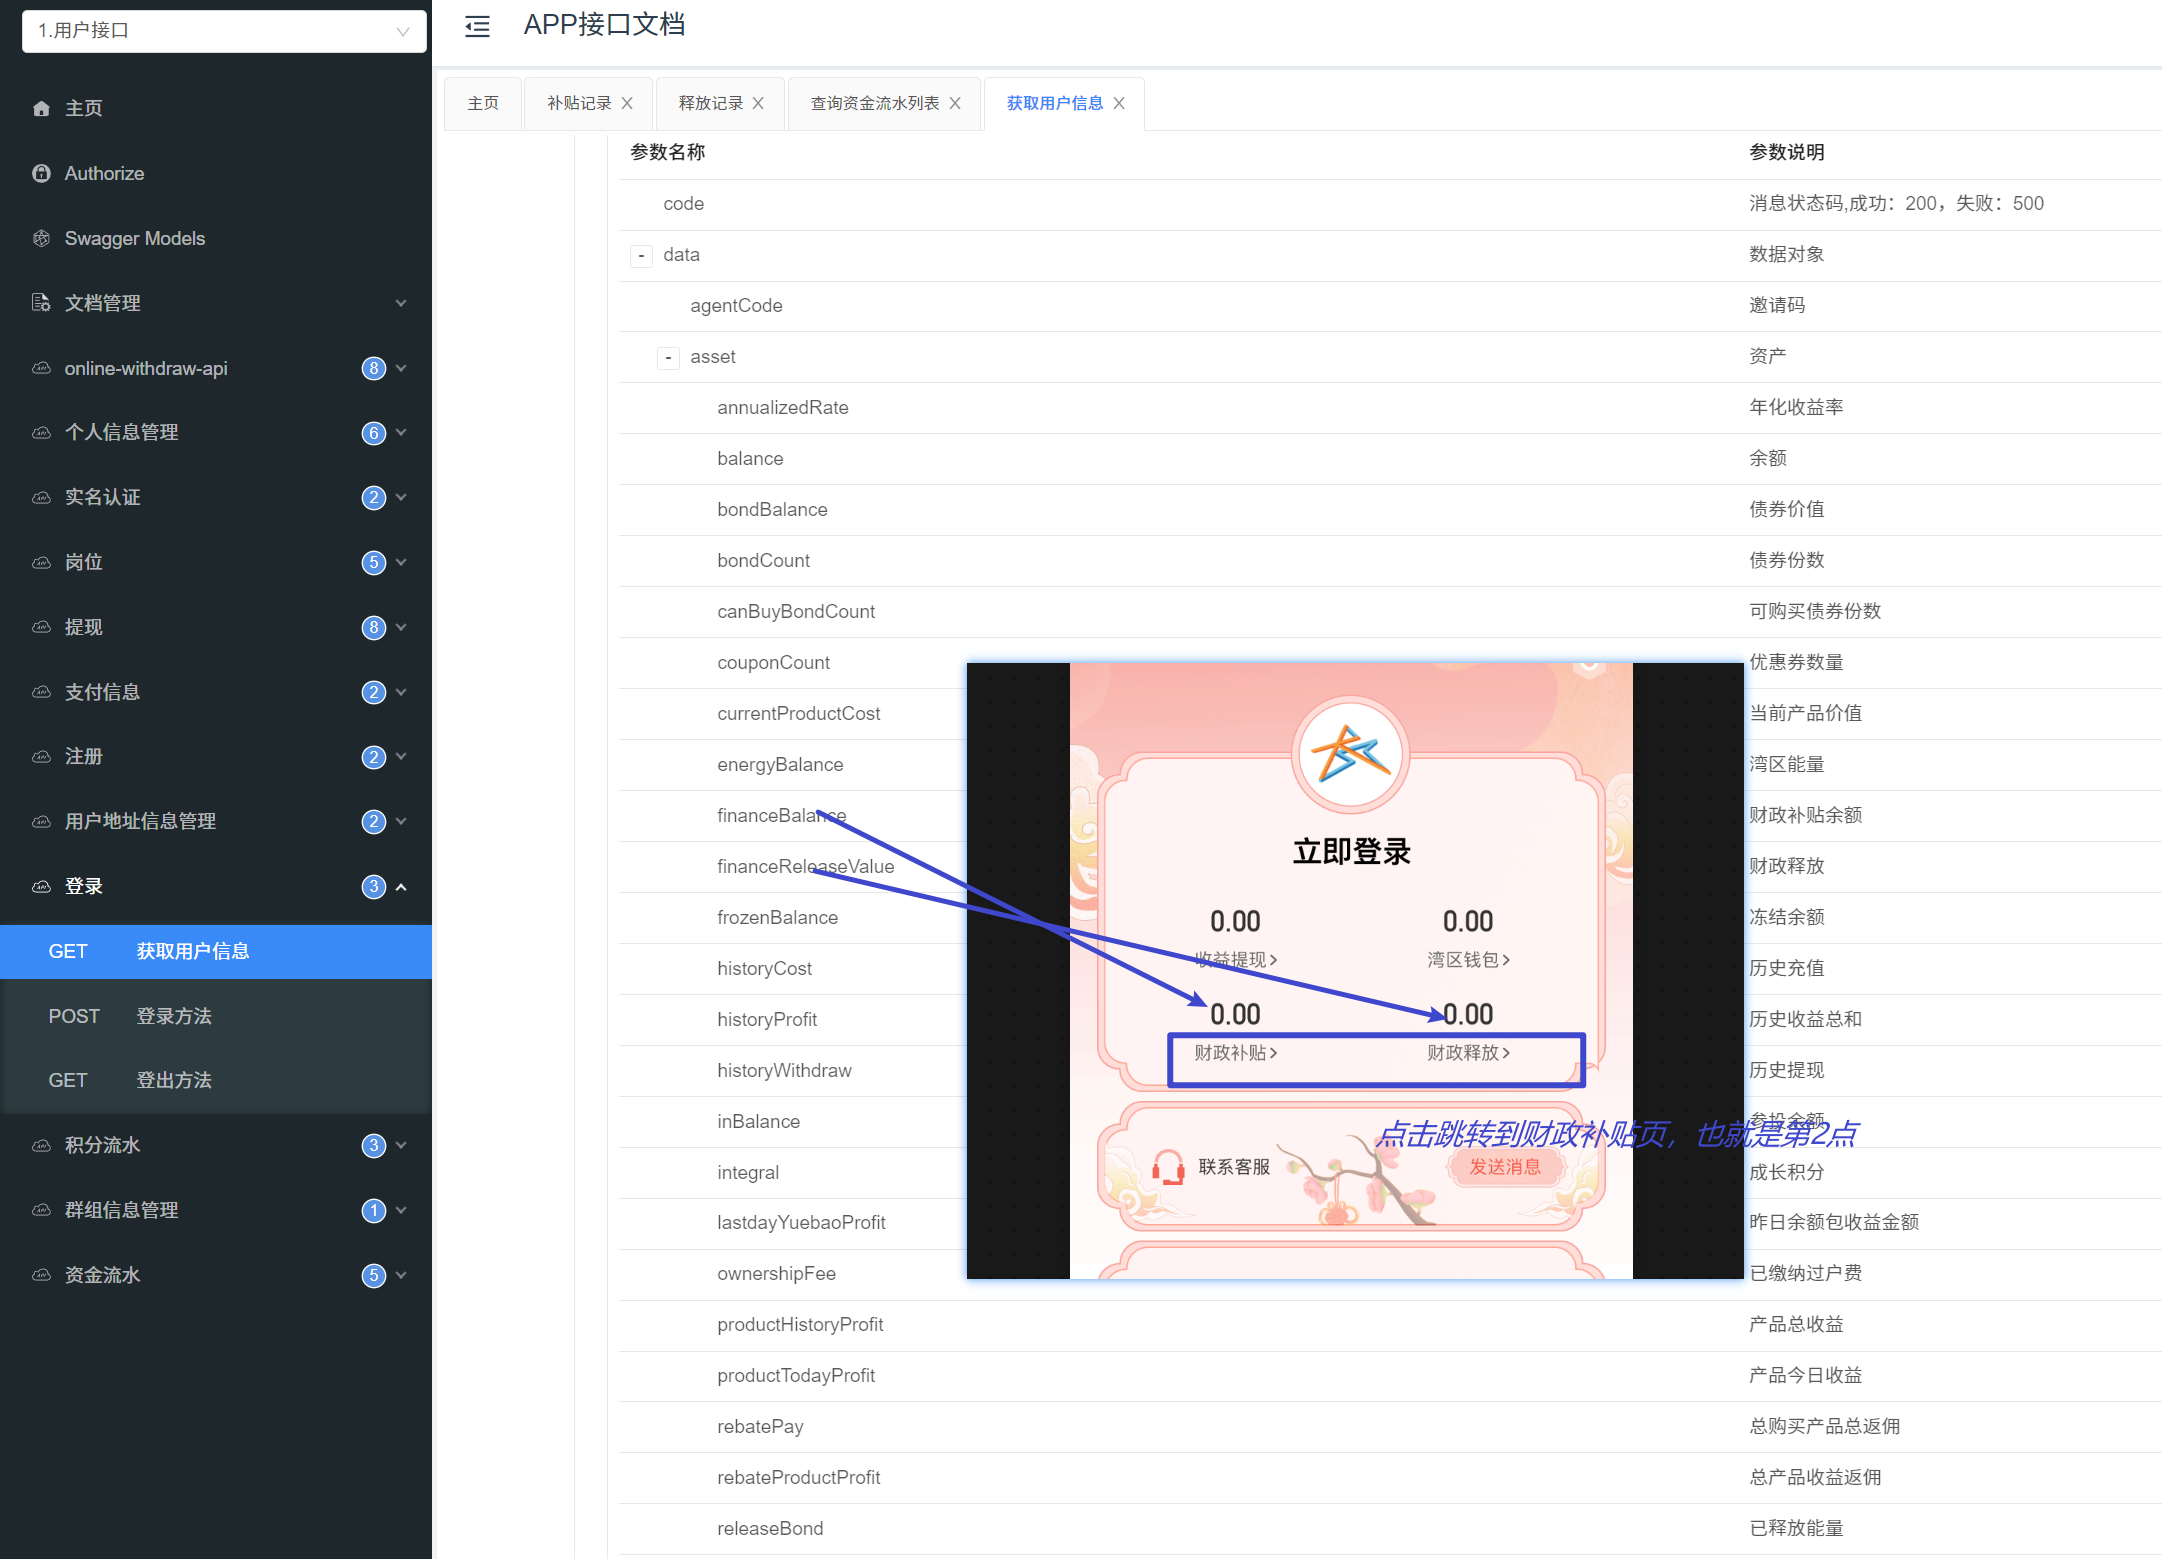 1.用户接口
APP接口文档
主页
Authorize
Swagger Models
文档管理
online-withdraw-api 8
个人信息管理 6
实名认证 2
岗位 5
提现 8
支付信息 2
注册 2
用户地址信息管理 2
登录 3
GET 获取用户信息
POST 登录方法
GET 登出方法
积分流水 3
群组信息管理 1
资金流水 5
主页 补贴记录 释放记录 查询资金流水列表 获取用户信息
参数名称 参数说明
code 消息状态码,成功：200，失败：500
- data 数据对象
agentCode 邀请码
- asset 资产
annualizedRate 年化收益率
balance 余额
bondBalance 债券价值
bondCount 债券份数
canBuyBondCount 可购买债券份数
couponCount 优惠券数量
currentProductCost 当前产品价值
energyBalance 湾区能量
financeBalance 财政补贴余额
financeReleaseValue 财政释放
frozenBalance 冻结余额
historyCost 历史充值
historyProfit 历史收益总和
historyWithdraw 历史提现
inBalance 参投余额
integral 成长积分
lastdayYuebaoProfit 昨日余额包收益金额
ownershipFee 已缴纳过户费
productHistoryProfit 产品总收益
productTodayProfit 产品今日收益
rebatePay 总购买产品总返佣
rebateProductProfit 总产品收益返佣
releaseBond 已释放能量
立即登录
0.00 0.00
收益提现 湾区钱包
0.00 0.00
财政补贴 财政释放
点击跳转到财政补贴页，也就是第2点
联系客服 发送消息